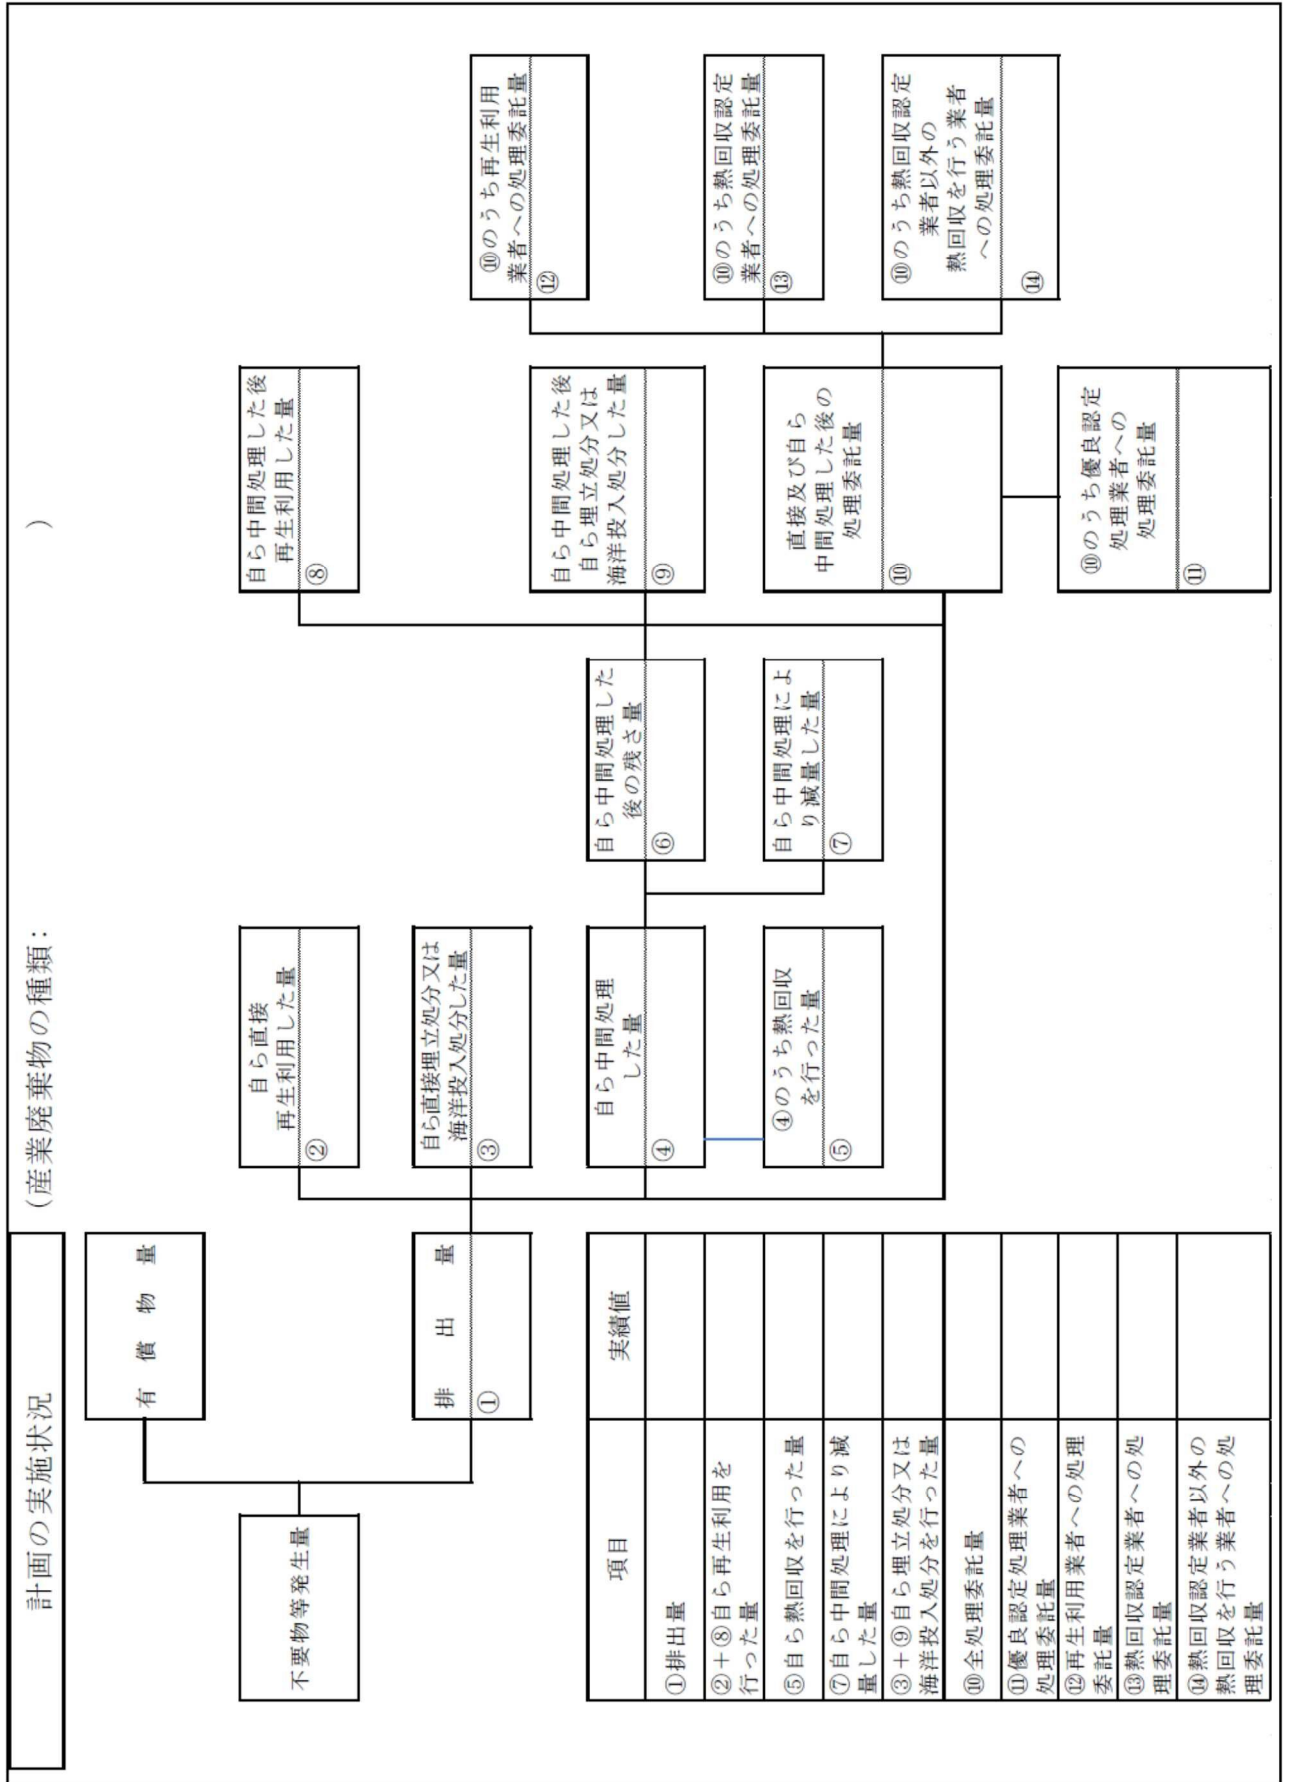 計画の実施状況
（産業廃棄物の種類：　　　　　　　　　　）
不要物等発生量
有償物量
排出量
①
自ら直接
再生利用した量
②
自ら直接埋立処分又は
海洋投入処分した量
③
自ら中間処理
した量
④
④のうち熱回収
を行った量
⑤
自ら中間処理した
後の残さ量
⑥
自ら中間処理によ
り減量した量
⑦
自ら中間処理した後
再生利用した量
⑧
自ら中間処理した後
自ら埋立処分又は
海洋投入処分した量
⑨
直接及び自ら
中間処理した後の
処理委託量
⑩
⑩のうち優良認定
処理業者への
処理委託量
⑪
⑩のうち再生利用
業者への処理委託量
⑫
⑩のうち熱回収認定
業者への処理委託量
⑬
⑩のうち熱回収認定
業者以外の
熱回収を行う業者
への処理委託量
⑭
項目 実績値
①排出量
②＋⑧自ら再生利用を
行った量
⑤自ら熱回収を行った量
⑦自ら中間処理により減
量した量
③＋⑨自ら埋立処分又は
海洋投入処分を行った量
⑩全処理委託量
⑪優良認定処理業者への
処理委託量
⑫再生利用業者への処理
委託量
⑬熱回収認定業者への処
理委託量
⑭熱回収認定業者以外の
熱回収を行う業者への処
理委託量